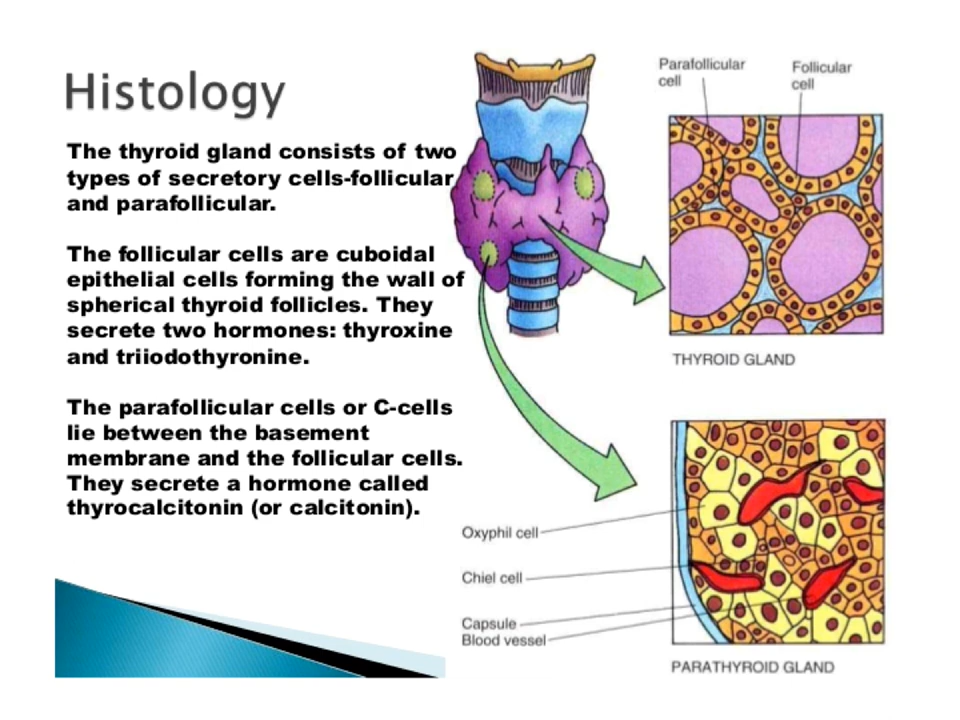 Histology
The thyroid gland consists of two
types of secretory cells-follicular
and parafollicular.
The follicular cells are cuboidal
epithelial cells forming the wall of
spherical thyroid follicles. They
secrete two hormones: thyroxine
and triiodothyronine.
The parafollicular cells or C-cells
lie between the basement
membrane and the follicular cells.
They secrete a hormone called
thyrocalcitonin (or calcitonin).
Parafollicular
cell
Follicular
cell
THYROID GLAND
Oxyphil cell
Chiel cell
Capsule
Blood vessel
PARATHYROID GLAND